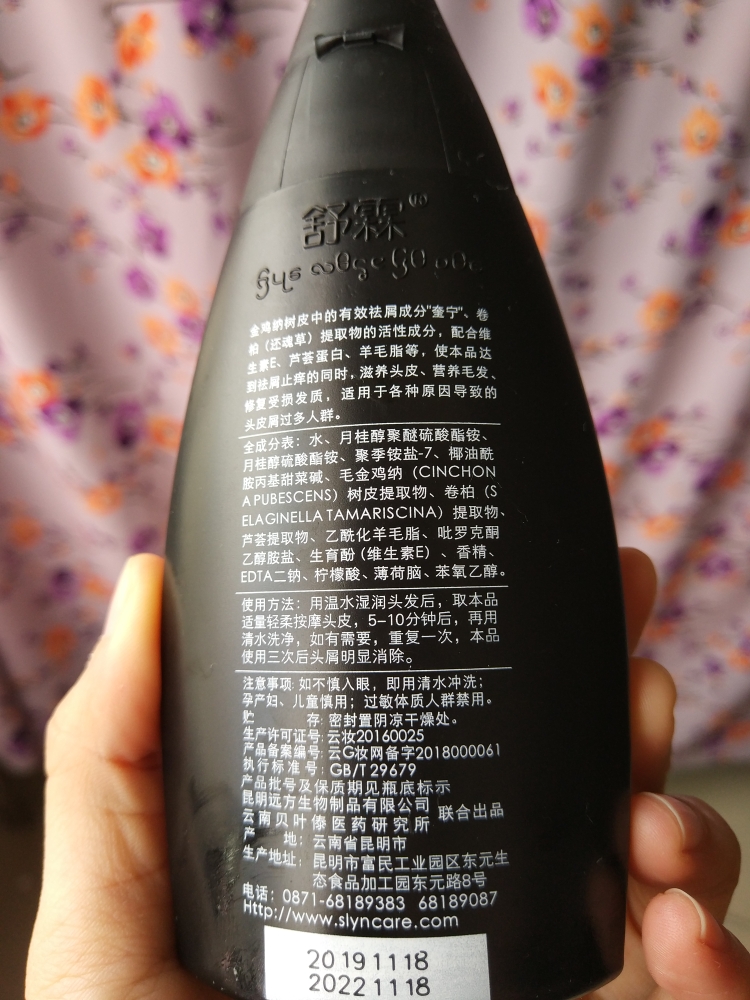 舒霖®
金鸡纳树皮中的有效祛屑成分"奎宁"、卷
柏（还魂草）提取物的活性成分，配合维
生素E、芦荟蛋白、羊毛脂等，使本品达
到祛屑止痒的同时，滋养头皮、营养毛发、
修复受损发质，适用于各种原因导致的
头皮屑过多人群。
全成分表：水、月桂醇聚醚硫酸酯铵、
月桂醇硫酸酯铵、聚季铵盐-7、椰油酰
胺丙基甜菜碱、毛金鸡纳（CINCHON
A PUBESCENS）树皮提取物、卷柏（S
ELAGINELLA TAMARISCINA）提取物、
芦荟提取物、乙酰化羊毛脂、吡罗克酮
乙醇胺盐、生育酚（维生素E）、香精、
EDTA二钠、柠檬酸、薄荷脑、苯氧乙醇。
使用方法：用温水湿润头发后，取本品
适量轻柔按摩头皮，5-10分钟后，再用
清水洗净，如有需要，重复一次，本品
使用三次后头屑明显消除。
注意事项：如不慎入眼，即用清水冲洗；
孕产妇、儿童慎用；过敏体质人群禁用。
贮 存：密封置阴凉干燥处。
生产许可证号：云妆20160025
产品备案编号：云G妆网备字2018000061
执行标准号：GB/T 29679
产品批号及保质期见瓶底标示
昆明远方生物制品有限公司
云南贝叶傣医药研究所 联合出品
产 地：云南省昆明市
生产地址：昆明市富民工业园区东元生
态食品加工园东元路8号
电话：0871-68189383 68189087
Http://www.slyncare.com
20191118
20221118